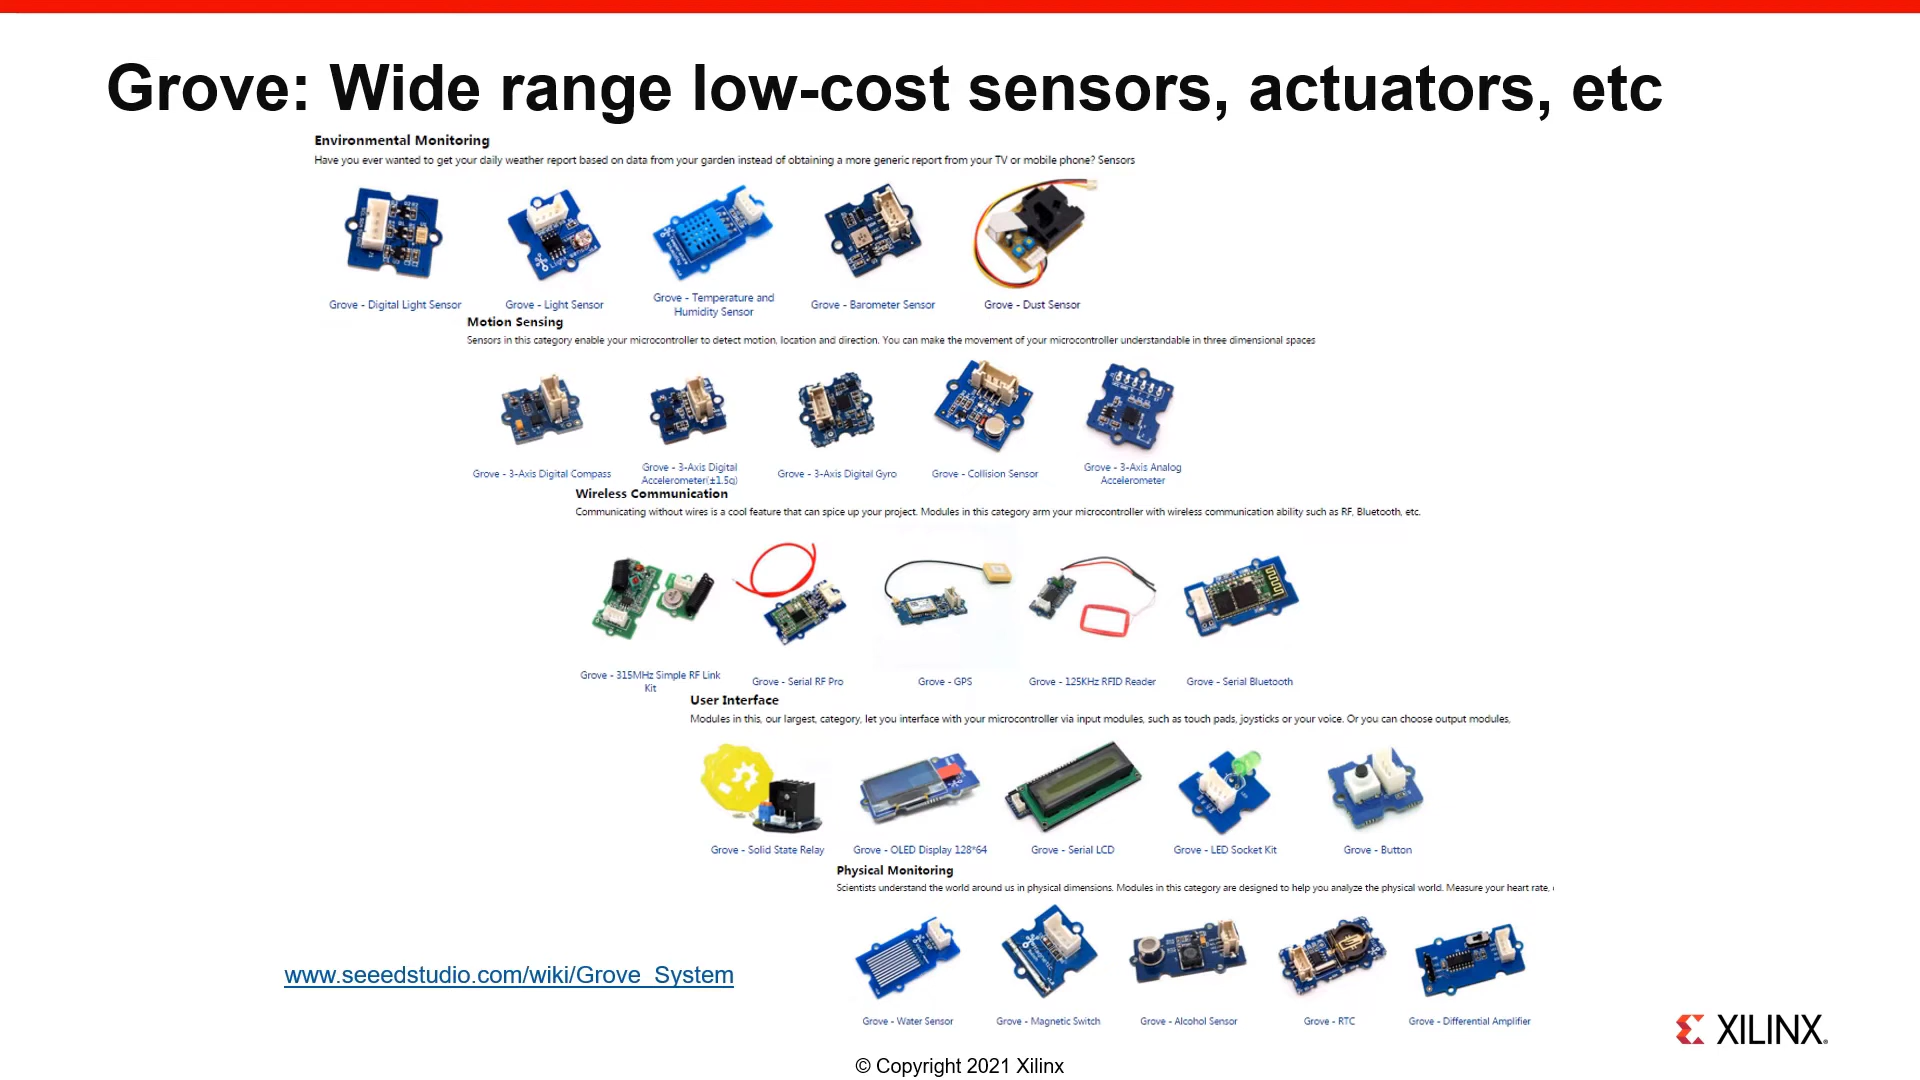 Grove: Wide range low-cost sensors, actuators, etc
Environmental Monitoring
Have you ever wanted to get your daily weather report based on data from your garden instead of obtaining a more generic report from your TV or mobile phone? Sensors
Grove - Digital Light Sensor
Grove - Light Sensor
Grove - Temperature and
Humidity Sensor
Grove - Barometer Sensor
Grove - Dust Sensor
Motion Sensing
Sensors in this category enable your microcontroller to detect motion, location and direction. You can make the movement of your microcontroller understandable in three dimensional spaces
Grove - 3-Axis Digital Compass
Grove - 3-Axis Digital
Accelerometer(±1.5g)
Grove - 3-Axis Digital Gyro
Grove - Collision Sensor
Grove - 3-Axis Analog
Accelerometer
Wireless Communication
Communicating without wires is a cool feature that can spice up your project. Modules in this category arm your microcontroller with wireless communication ability such as RF, Bluetooth, etc.
Grove - 315MHz Simple RF Link
Kit
Grove - Serial RF Pro
Grove - GPS
Grove - 125KHz RFID Reader
Grove - Serial Bluetooth
User Interface
Modules in this, our largest, category, let you interface with your microcontroller via input modules, such as touch pads, joysticks or your voice. Or you can choose output modules,
Grove - Solid State Relay
Grove - OLED Display 128*64
Grove - Serial LCD
Grove - LED Socket Kit
Grove - Button
Physical Monitoring
Scientists understand the world around us in physical dimensions. Modules in this category are designed to help you analyze the physical world. Measure your heart rate,
Grove - Water Sensor
Grove - Magnetic Switch
Grove - Alcohol Sensor
Grove - RTC
Grove - Differential Amplifier
www.seeedstudio.com/wiki/Grove_System
XILINX
© Copyright 2021 Xilinx